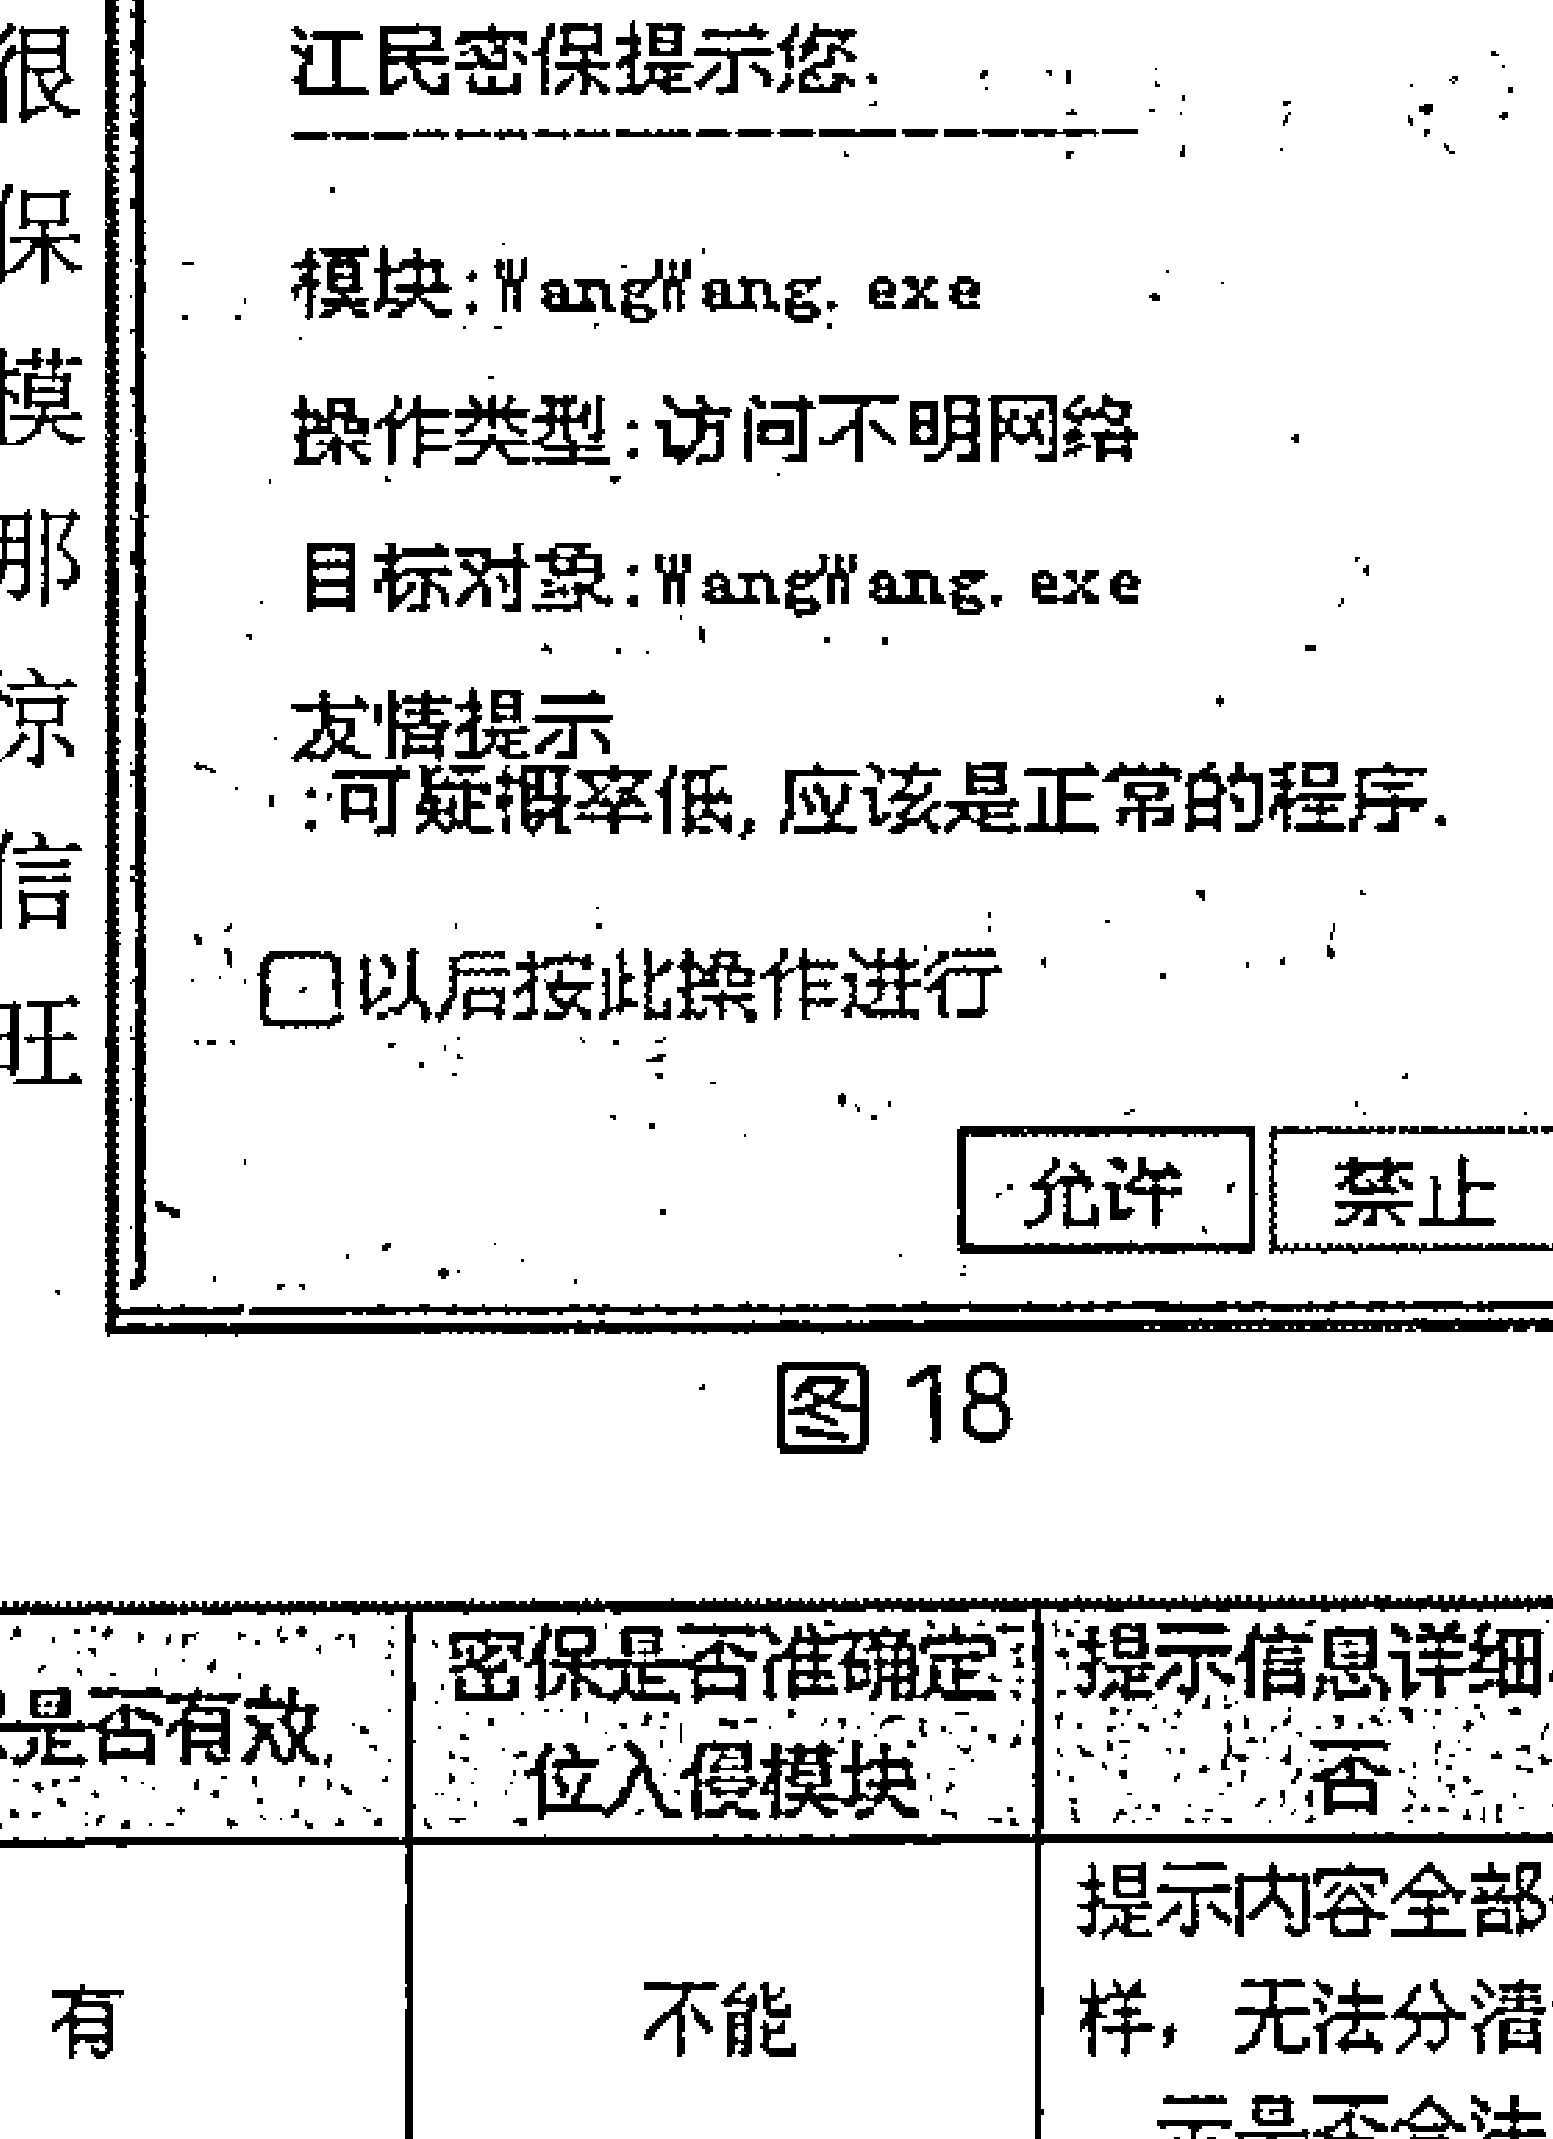 很
保
模
那
凉
信
旺
江民密保提示您.
模块:WangWang.exe
操作类型:访问不明网络
目标对象:WangWang.exe
友情提示
:可疑概率低,应该是正常的程序.
以后按此操作进行
允许 禁止
图 18
是否有效
密保是否准确定
位入侵模块
提示信息详细
否
有
不能
提示内容全部
样，无法分清
示是否合法